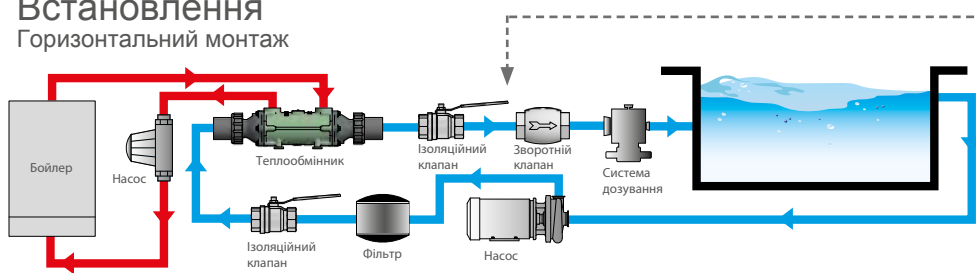 Встановлення
Горизонтальний монтаж
Бойлер
Насос
Теплообмінник
Ізоляційний
клапан
Зворотній
клапан
Система
дозування
Ізоляційний
клапан
Фільтр
Насос